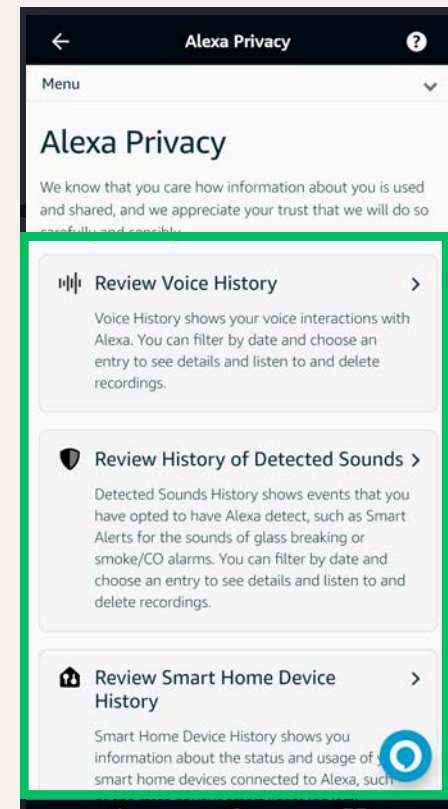 Alexa Privacy
Menu
Alexa Privacy
We know that you care how information about you is used
and shared, and we appreciate your trust that we will do so
carefully and sensibly.
Review Voice History
Voice History shows your voice interactions with
Alexa. You can filter by date and choose an
entry to see details and listen to and delete
recordings.
Review History of Detected Sounds
Detected Sounds History shows events that you
have opted to have Alexa detect, such as Smart
Alerts for the sounds of glass breaking or
smoke/CO alarms. You can filter by date and
choose an entry to see details and listen to and
delete recordings.
Review Smart Home Device
History
Smart Home Device History shows you
information about the status and usage of
smart home devices connected to Alexa, such